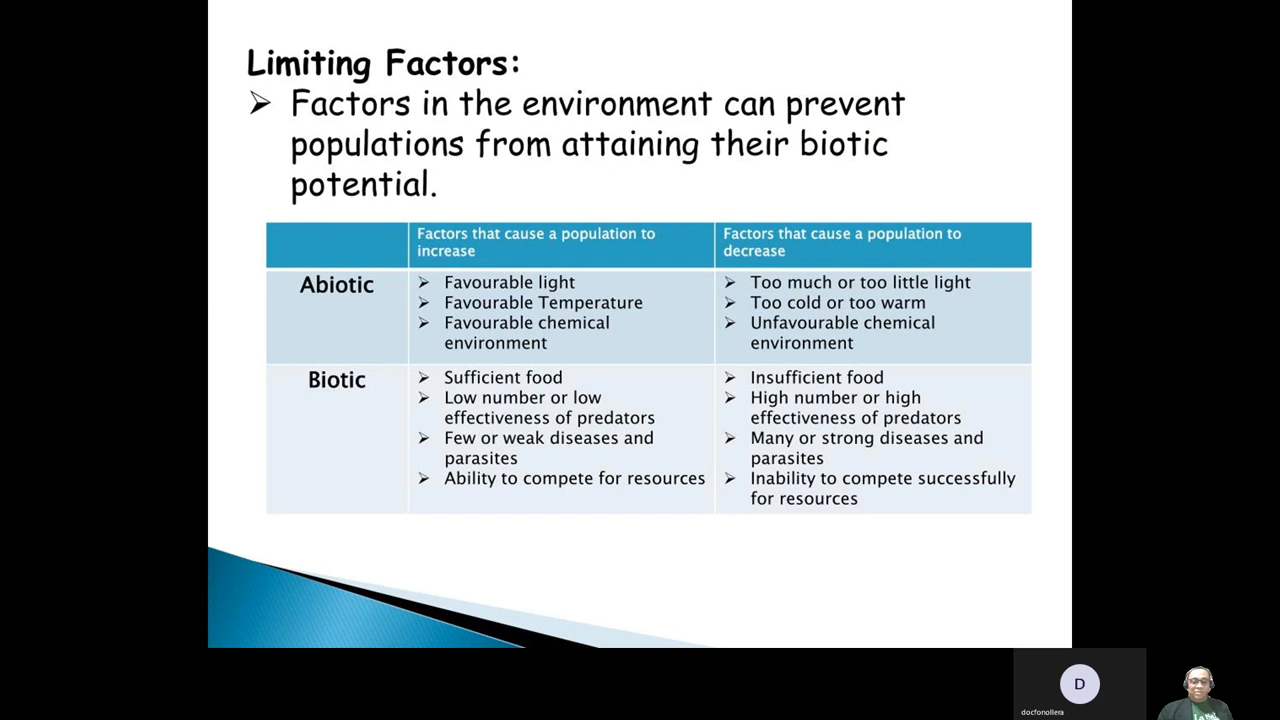 Limiting Factors:
➢ Factors in the environment can prevent
populations from attaining their biotic
potential.
Factors that cause a population to
increase
Factors that cause a population to
decrease
Abiotic
➢ Favourable light
➢ Favourable Temperature
➢ Favourable chemical
environment
➢ Too much or too little light
➢ Too cold or too warm
➢ Unfavourable chemical
environment
Biotic
➢ Sufficient food
➢ Low number or low
effectiveness of predators
➢ Few or weak diseases and
parasites
➢ Ability to compete for resources
➢ Insufficient food
➢ High number or high
effectiveness of predators
➢ Many or strong diseases and
parasites
➢ Inability to compete successfully
for resources
D
docfonollera